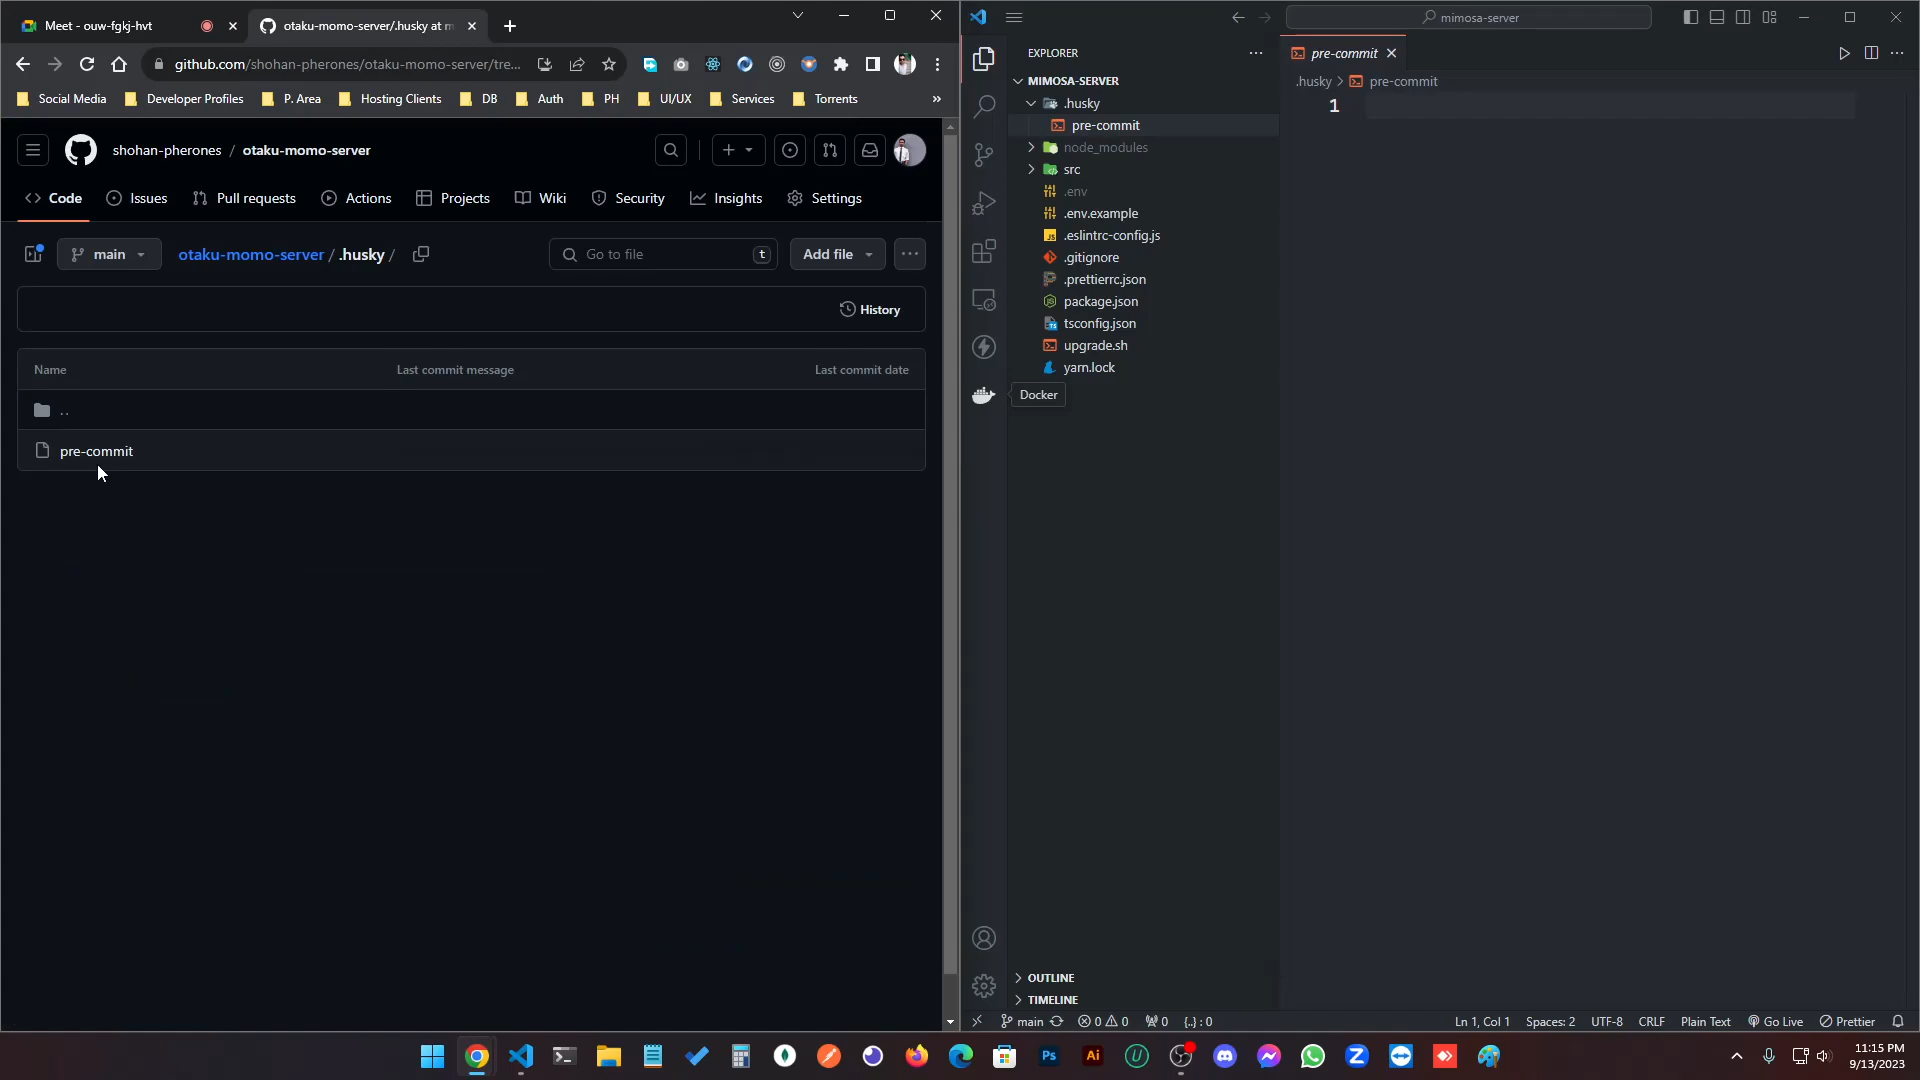 Meet - ouw-fgkj-hvt
otaku-momo-server/.husky at m
github.com/shohan-pherones/otaku-momo-server/tre...
Social Media
Developer Profiles
P. Area
Hosting Clients
DB
Auth
PH
UI/UX
Services
Torrents
»
shohan-pherones / otaku-momo-server
Code
Issues
Pull requests
Actions
Projects
Wiki
Security
Insights
Settings
main
otaku-momo-server / .husky /
Go to file
t
Add file
History
Name
Last commit message
Last commit date
..
pre-commit
mimosa-server
EXPLORER
MIMOSA-SERVER
.husky
pre-commit
node_modules
src
.env
.env.example
.eslintrc-config.js
.gitignore
.prettierrc.json
package.json
tsconfig.json
upgrade.sh
yarn.lock
Docker
OUTLINE
TIMELINE
pre-commit
.husky > pre-commit
1
main
0 0
0
{..} : 0
Ln 1, Col 1
Spaces: 2
UTF-8
CRLF
Plain Text
Go Live
Prettier
Ps
Ai
11:15 PM
9/13/2023